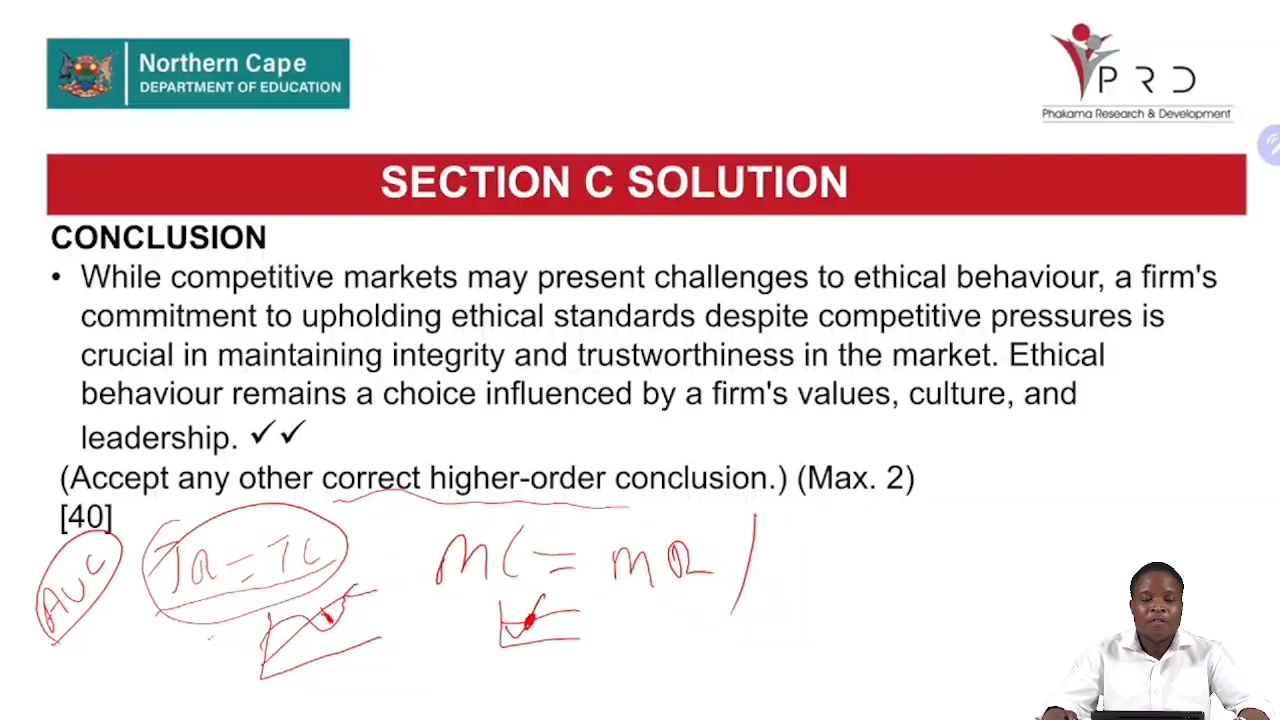 Northern Cape
DEPARTMENT OF EDUCATION
PRD
Phakama Research & Development
SECTION C SOLUTION
CONCLUSION
• While competitive markets may present challenges to ethical behaviour, a firm's
commitment to upholding ethical standards despite competitive pressures is
crucial in maintaining integrity and trustworthiness in the market. Ethical
behaviour remains a choice influenced by a firm's values, culture, and
leadership. ✓✓
(Accept any other correct higher-order conclusion.) (Max. 2)
[40]
AVC TR = TC MC = MR